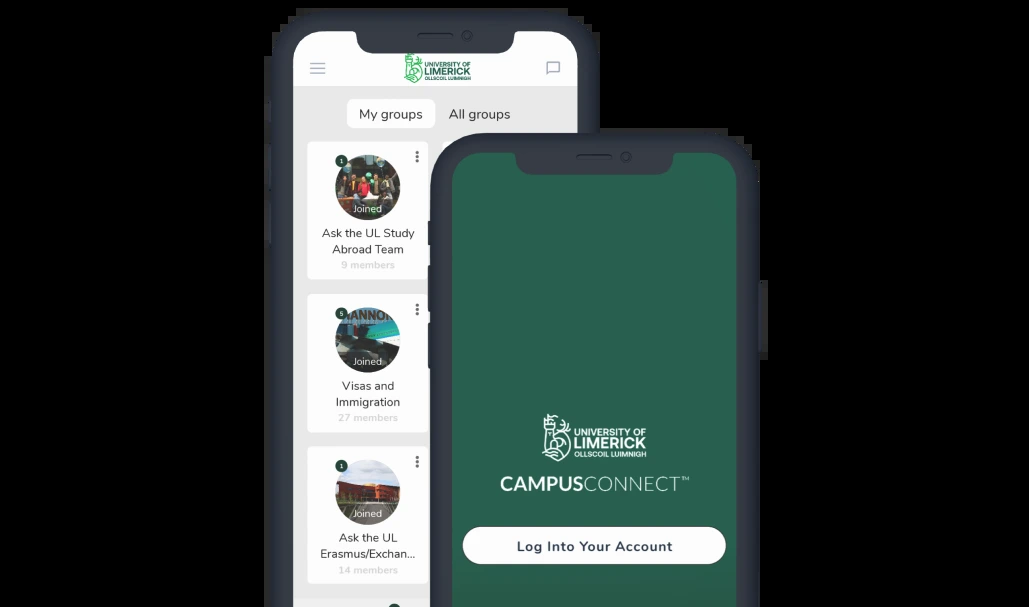 UNIVERSITY OF
LIMERICK
OLLSCOIL LUIMNIGH
My groups
All groups
1
Joined
Ask the UL Study
Abroad Team
9 members
5
HANNO
Joined
Visas and
Immigration
27 members
1
Joined
Ask the UL
Erasmus/Exchan...
14 members
UNIVERSITY OF
LIMERICK
OLLSCOIL LUIMNIGH
CAMPUSCONNECT™
Log Into Your Account